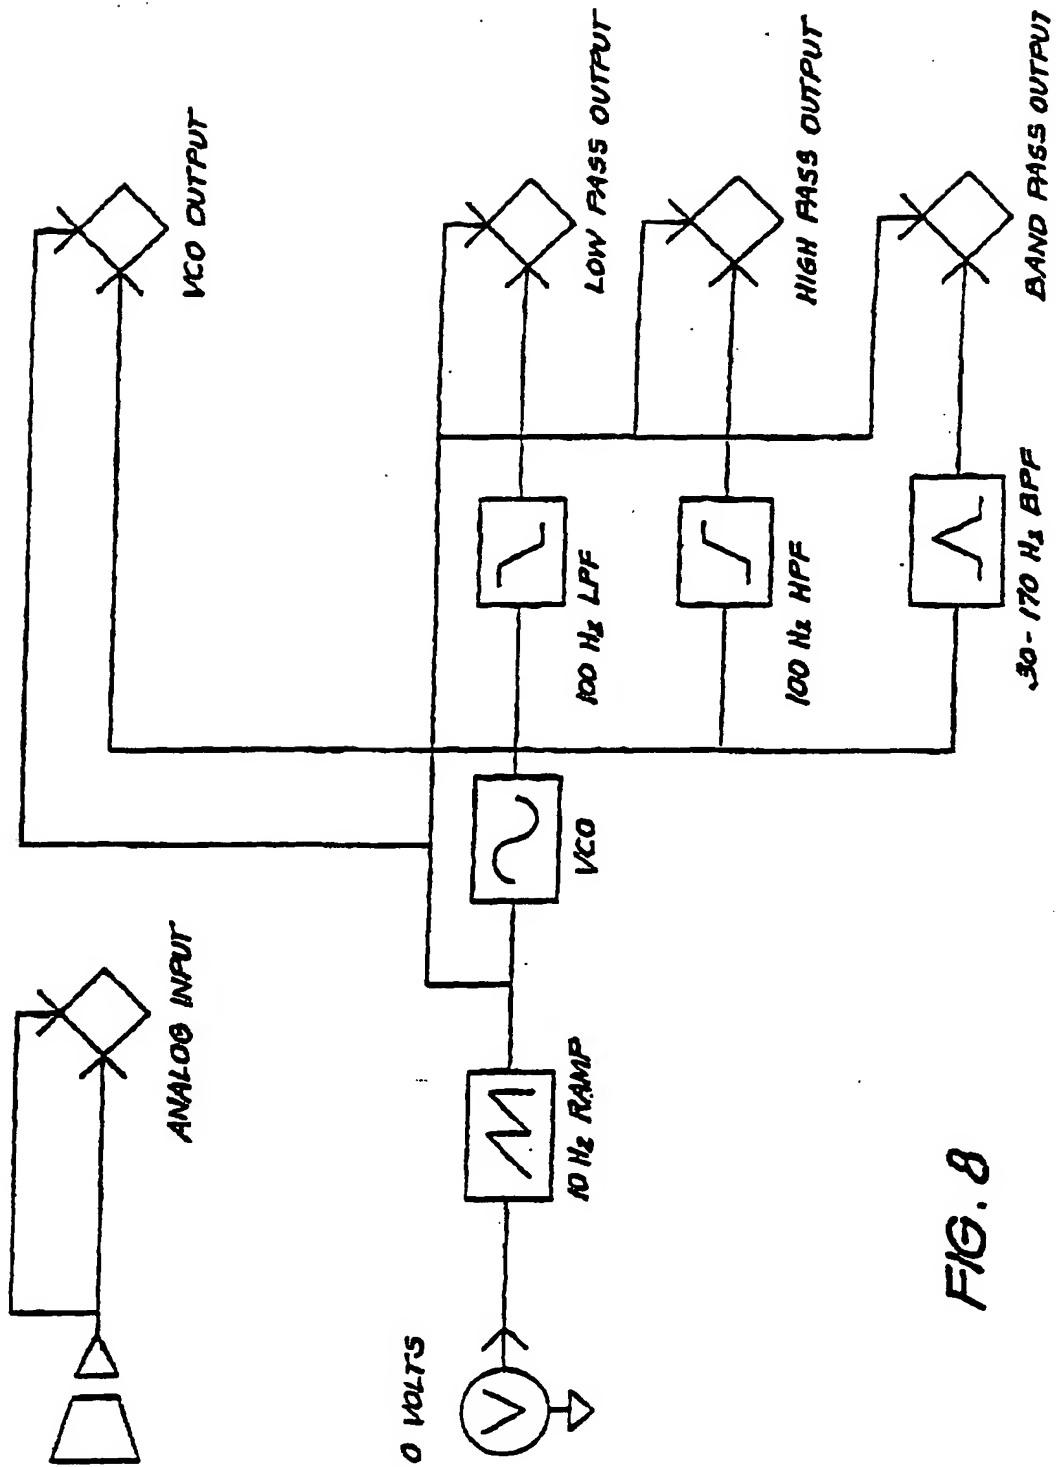 VCO OUTPUT
ANALOG INPUT
LOW PASS OUTPUT
100 Hz LPF
VCO
10 Hz RAMP
0 VOLTS
V
HIGH PASS OUTPUT
100 Hz HPF
BAND PASS OUTPUT
30-170 Hz BPF
FIG. 8